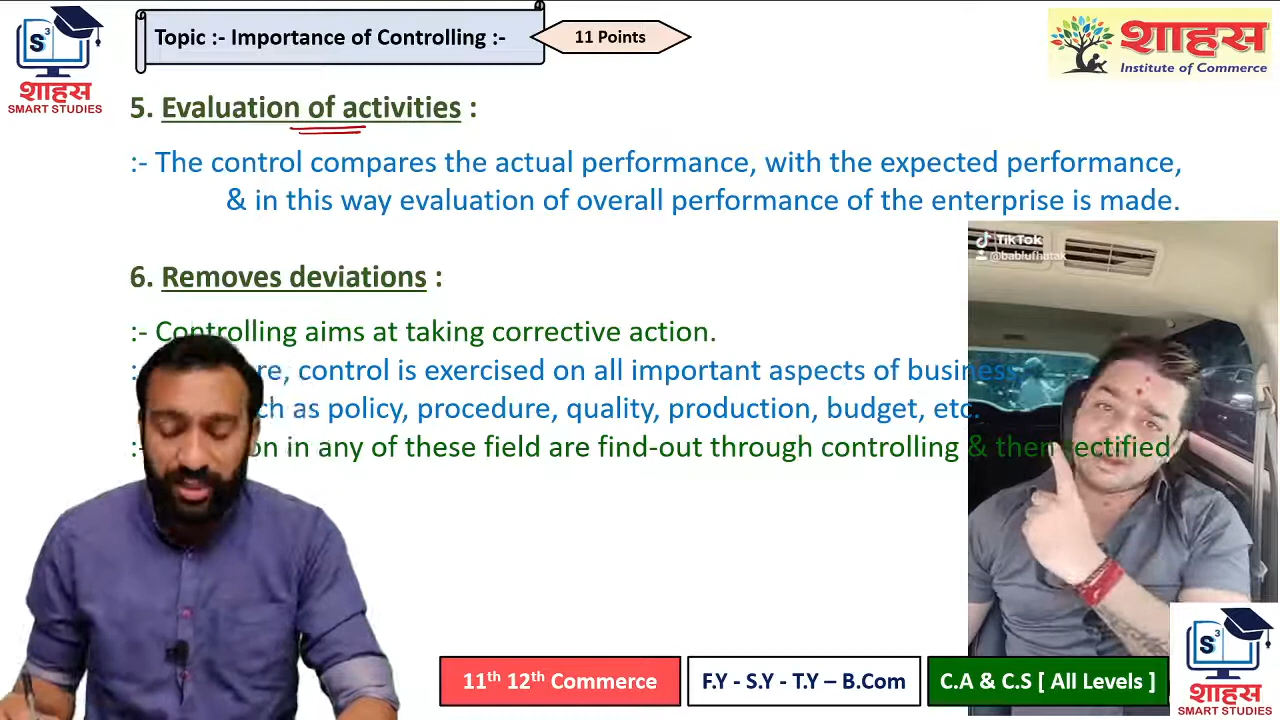 Topic :- Importance of Controlling :-
11 Points
S³
शाहस
SMART STUDIES
शाहस
Institute of Commerce
5. Evaluation of activities :
:- The control compares the actual performance, with the expected performance,
& in this way evaluation of overall performance of the enterprise is made.
TikTok
6. Removes deviations :
:- Controlling aims at taking corrective action.
control is exercised on all important aspects of business,
as policy, procedure, quality, production, budget, etc.
in any of these field are find-out through controlling & then rectified
11th 12th Commerce
F.Y - S.Y - T.Y – B.Com
C.A & C.S [ All Levels ]
S³
शाहस
SMART STUDIES